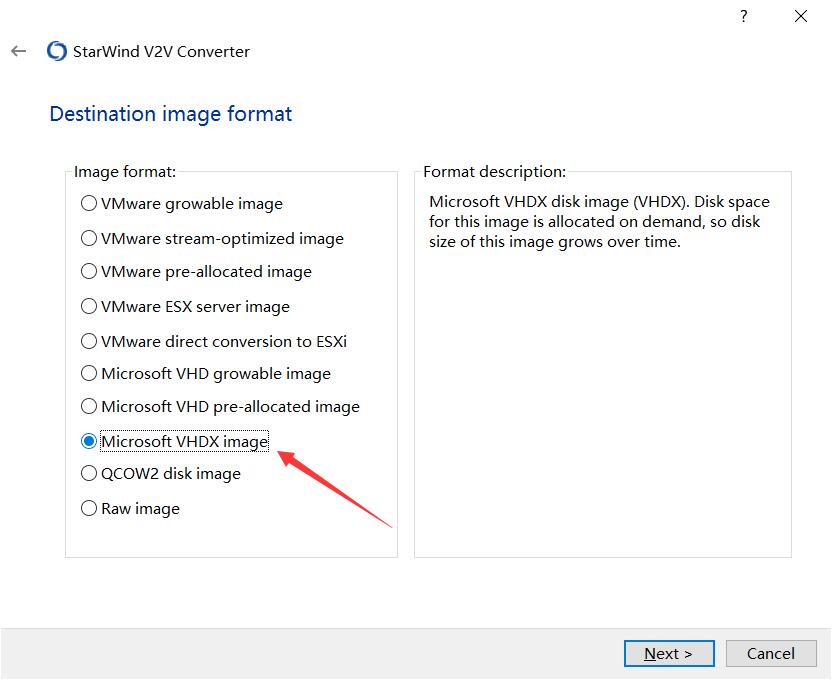 ?
StarWind V2V Converter
Destination image format
Image format:
VMware growable image
VMware stream-optimized image
VMware pre-allocated image
VMware ESX server image
VMware direct conversion to ESXi
Microsoft VHD growable image
Microsoft VHD pre-allocated image
Microsoft VHDX image
QCOW2 disk image
Raw image
Format description:
Microsoft VHDX disk image (VHDX). Disk space
for this image is allocated on demand, so disk
size of this image grows over time.
Next >
Cancel